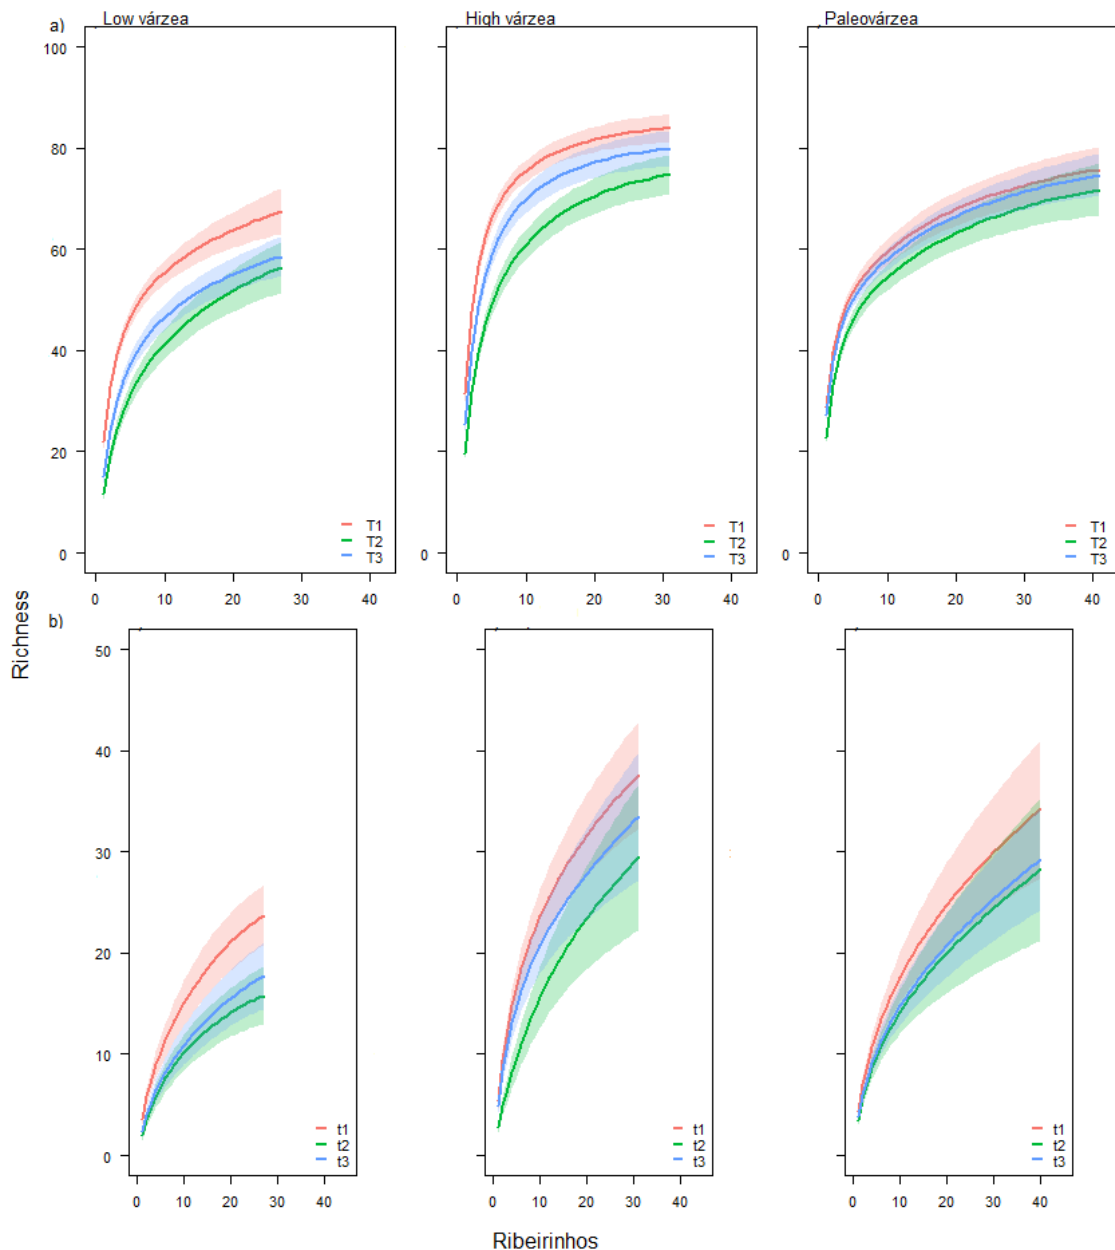 a) Low várzea High várzea Paleovárzea
100
80
60
40
20
0 0 0
T1 T1 T1
T2 T2 T2
T3 T3 T3
0 10 20 30 40 0 10 20 30 40 0 10 20 30 40
Richness
b)
50
40
30
20
10
0
t1 t1 t1
t2 t2 t2
t3 t3 t3
0 10 20 30 40 0 10 20 30 40 0 10 20 30 40
Ribeirinhos